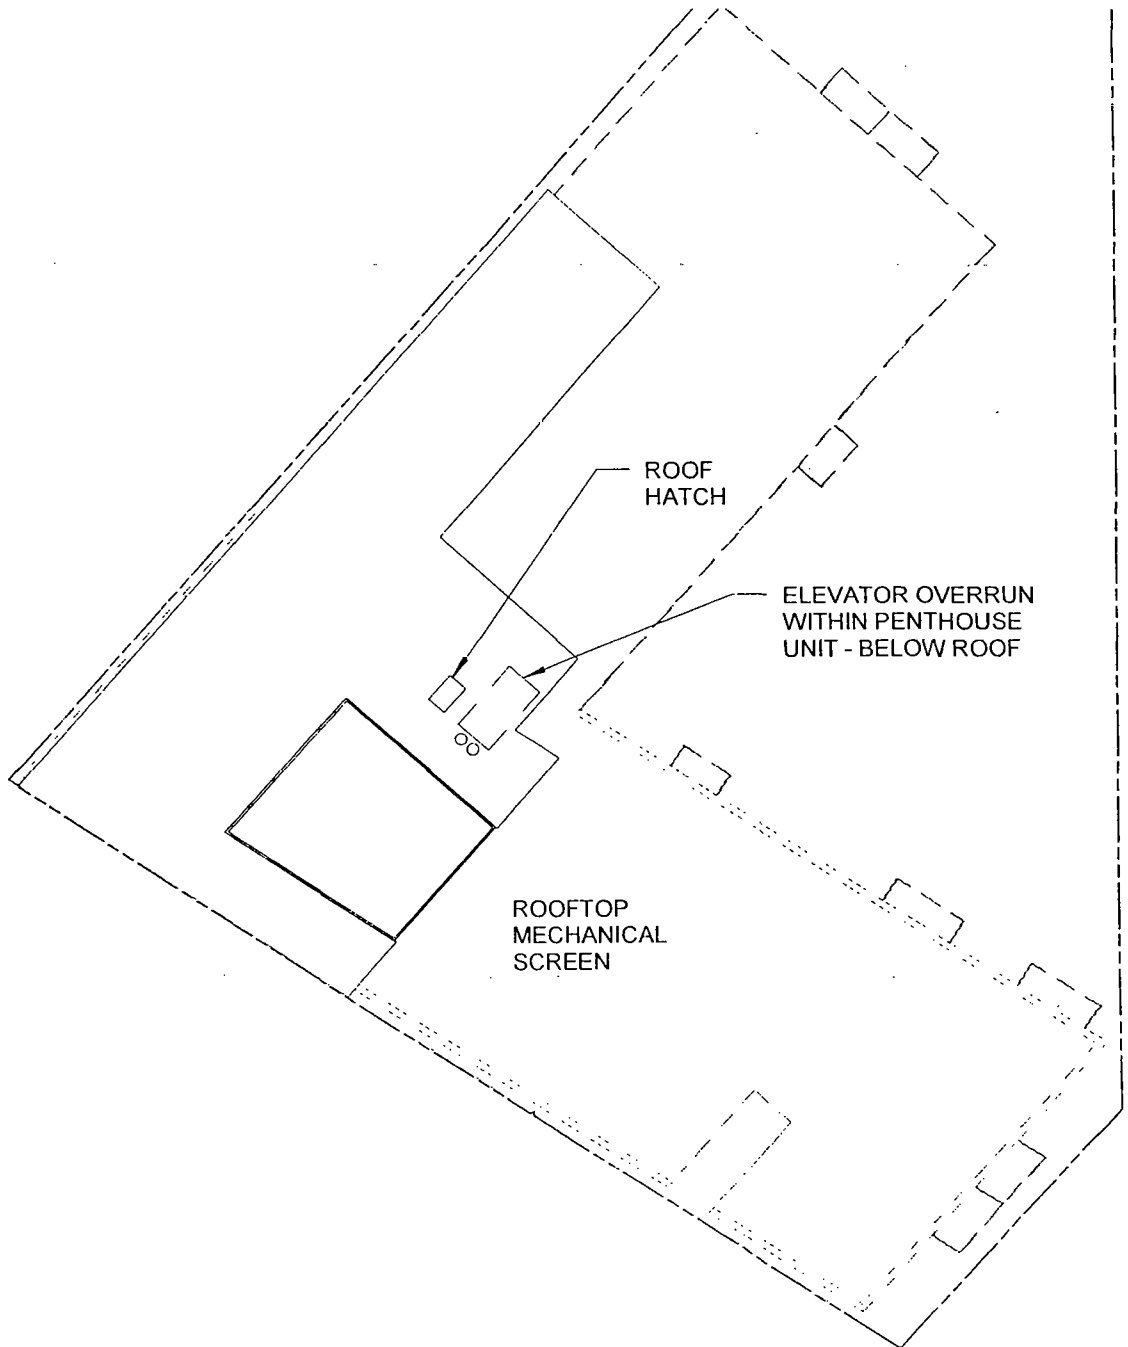 ROOF
HATCH
ELEVATOR OVERRUN
WITHIN PENTHOUSE
UNIT - BELOW ROOF
ROOFTOP
MECHANICAL
SCREEN